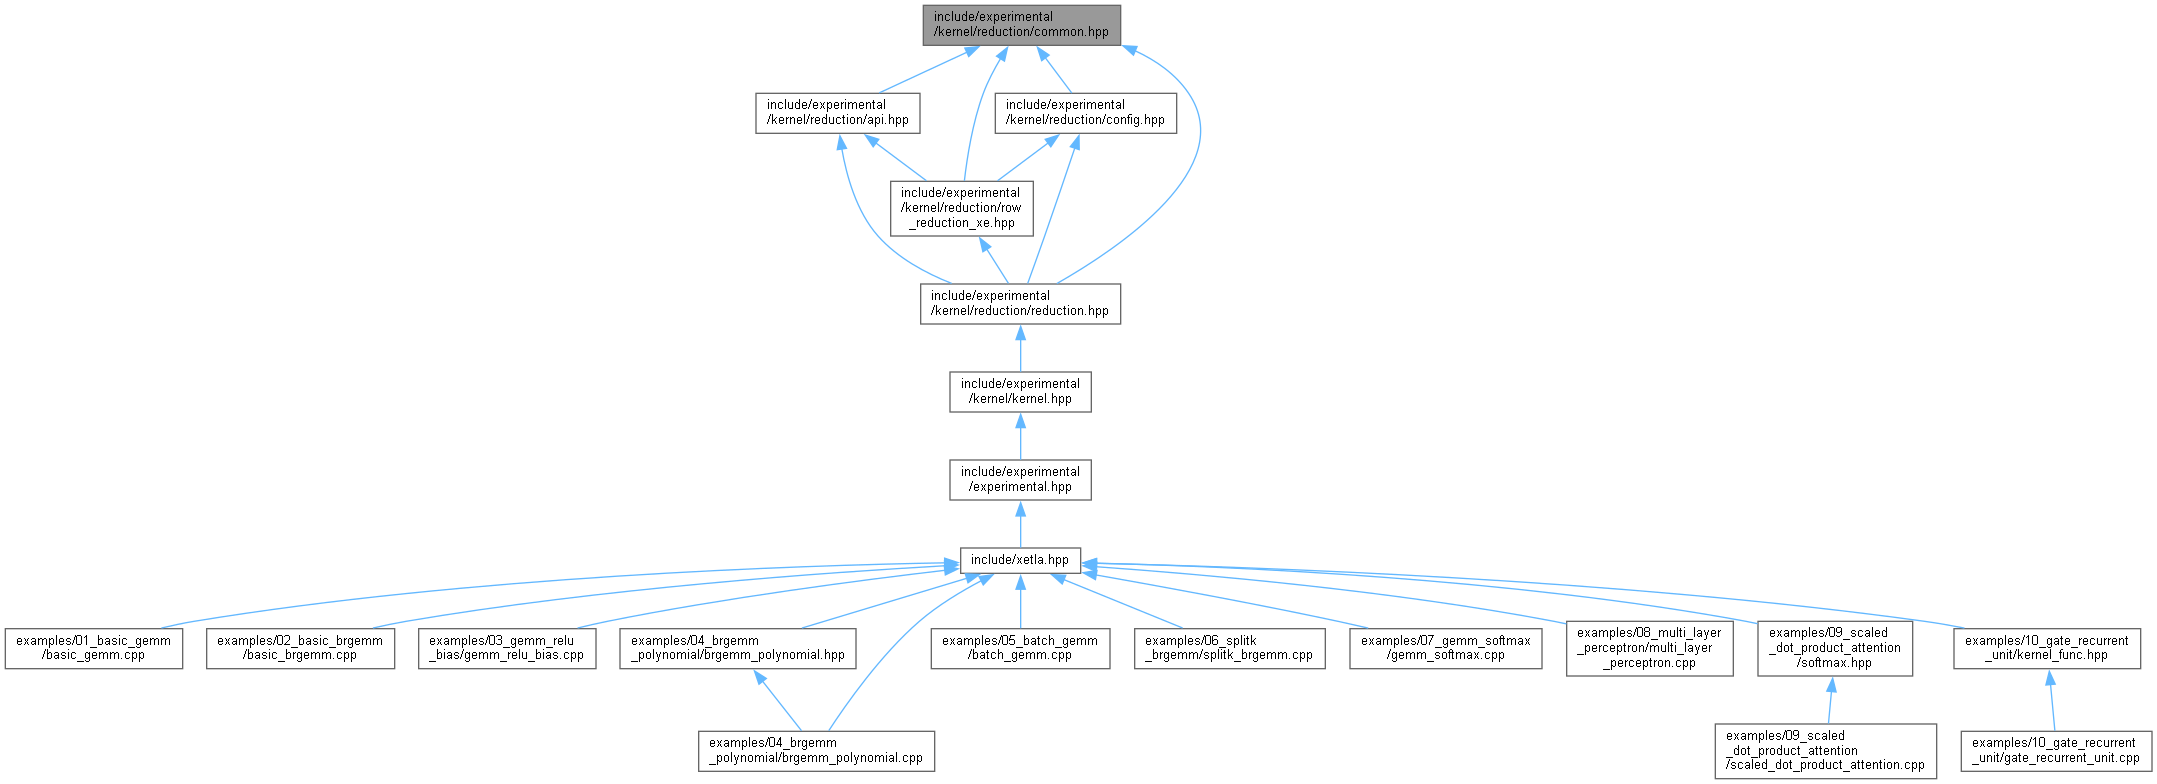 include/experimental
/kernel/reduction/common.hpp
include/experimental
/kernel/reduction/api.hpp
include/experimental
/kernel/reduction/config.hpp
include/experimental
/kernel/reduction/row
_reduction_xe.hpp
include/experimental
/kernel/reduction/reduction.hpp
include/experimental
/kernel/kernel.hpp
include/experimental
/experimental.hpp
include/xetla.hpp
examples/01_basic_gemm
/basic_gemm.cpp
examples/02_basic_brgemm
/basic_brgemm.cpp
examples/03_gemm_relu
_bias/gemm_relu_bias.cpp
examples/04_brgemm
_polynomial/brgemm_polynomial.hpp
examples/05_batch_gemm
/batch_gemm.cpp
examples/06_splitk
_brgemm/splitk_brgemm.cpp
examples/07_gemm_softmax
/gemm_softmax.cpp
examples/08_multi_layer
_perceptron/multi_layer
_perceptron.cpp
examples/09_scaled
_dot_product_attention
/softmax.hpp
examples/10_gate_recurrent
_unit/kernel_func.hpp
examples/04_brgemm
_polynomial/brgemm_polynomial.cpp
examples/09_scaled
_dot_product_attention
/scaled_dot_product_attention.cpp
examples/10_gate_recurrent
_unit/gate_recurrent_unit.cpp